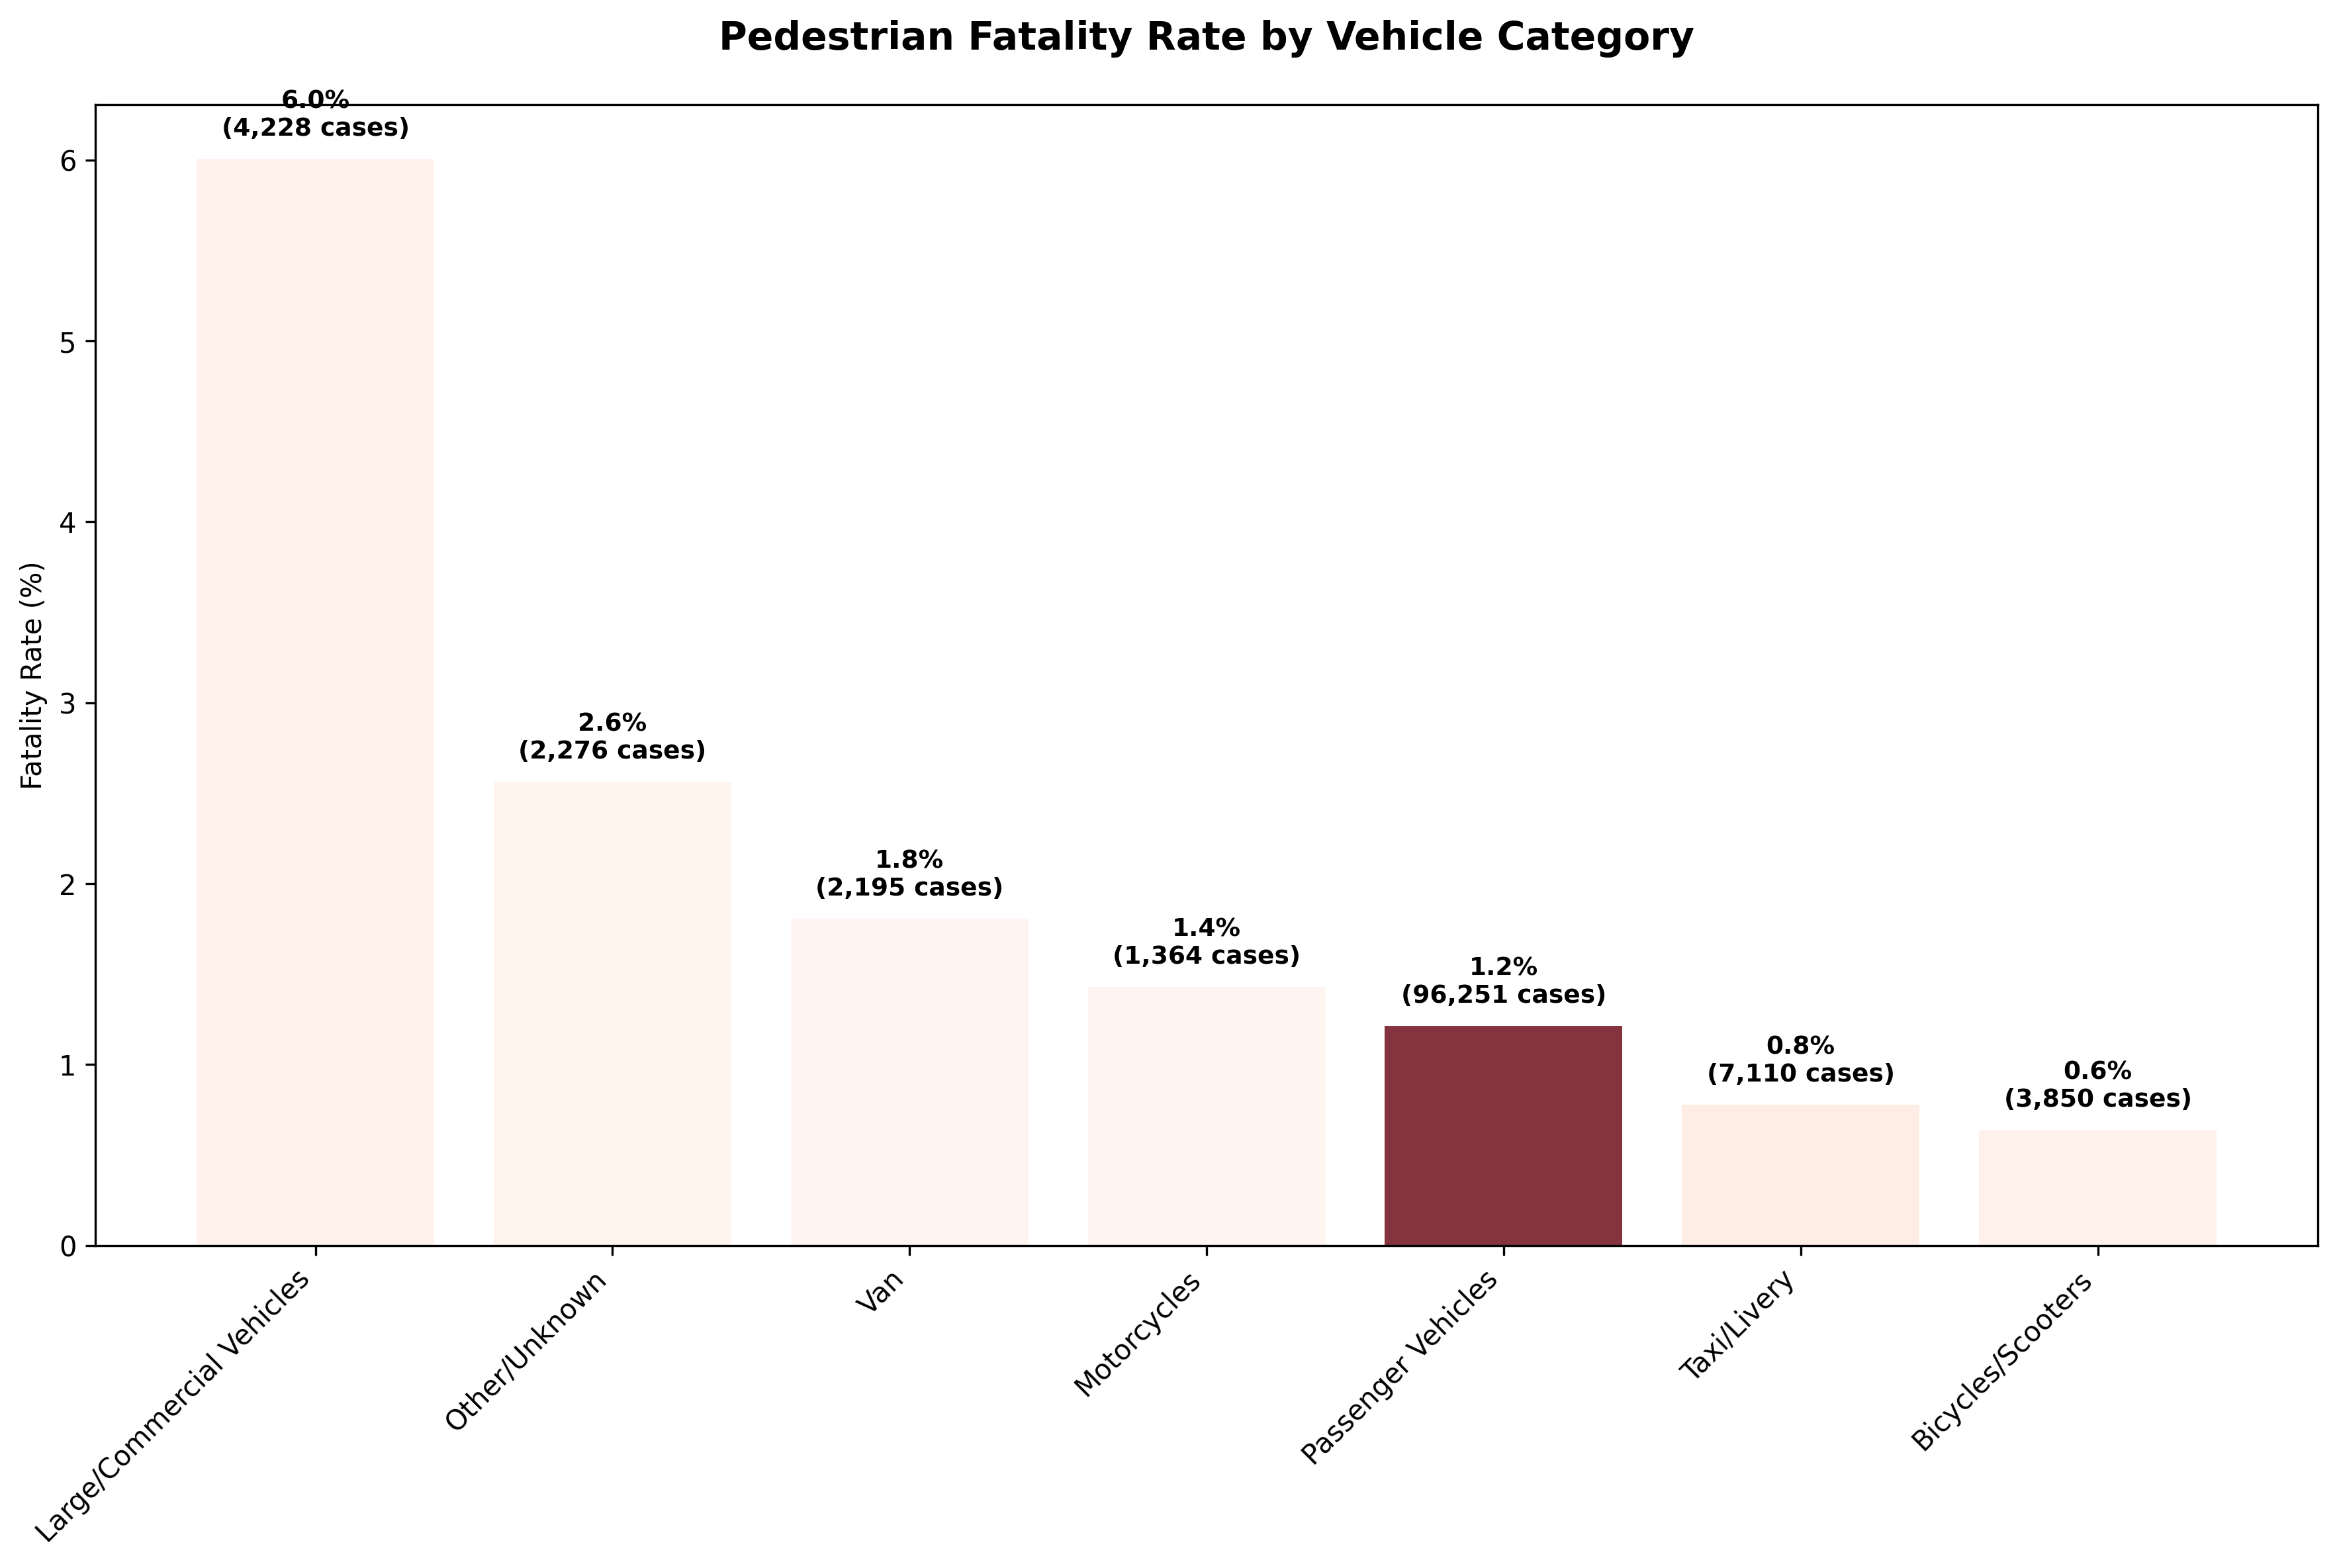 Pedestrian Fatality Rate by Vehicle Category
6.0%
(4,228 cases)
2.6%
(2,276 cases)
1.8%
(2,195 cases)
1.4%
(1,364 cases)
1.2%
(96,251 cases)
0.8%
(7,110 cases)
0.6%
(3,850 cases)
Fatality Rate (%)
6
5
4
3
2
1
0
Large/Commercial Vehicles
Other/Unknown
Van
Motorcycles
Passenger Vehicles
Taxi/Livery
Bicycles/Scooters